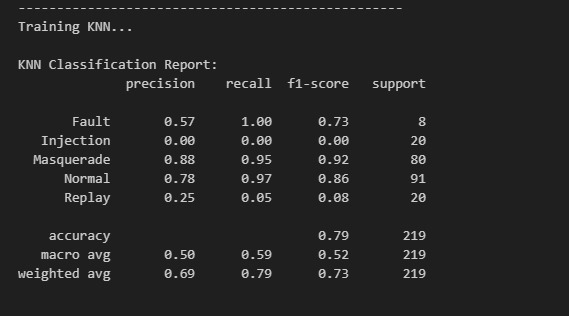 --------------------------------------------------
Training KNN...
KNN Classification Report:
precision recall f1-score support
Fault 0.57 1.00 0.73 8
Injection 0.00 0.00 0.00 20
Masquerade 0.88 0.95 0.92 80
Normal 0.78 0.97 0.86 91
Replay 0.25 0.05 0.08 20
accuracy 0.79 219
macro avg 0.50 0.59 0.52 219
weighted avg 0.69 0.79 0.73 219